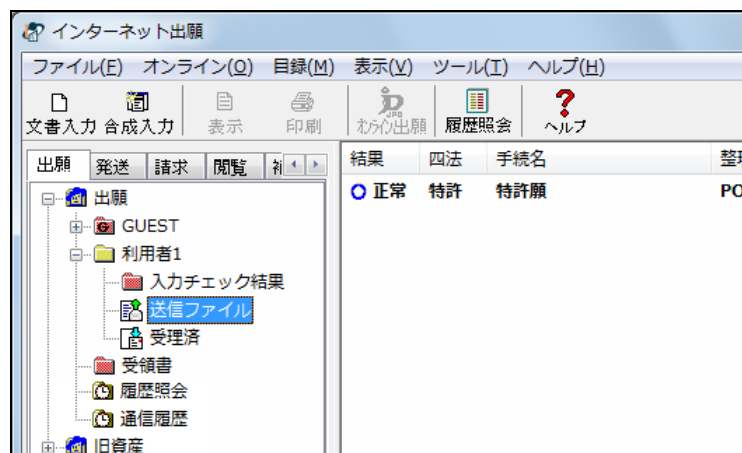 インターネット出願
ファイル(F) オンライン(O) 目録(M) 表示(V) ツール(T) ヘルプ(H)
文書入力 合成入力 表示 印刷 オンライン出願 履歴照会 ヘルプ
出願 発送 請求 閲覧
結果 四法 手続名 整理
正常 特許 特許願 PO
出願
GUEST
利用者1
入力チェック結果
送信ファイル
受理済
受領書
履歴照会
通信履歴
旧資産